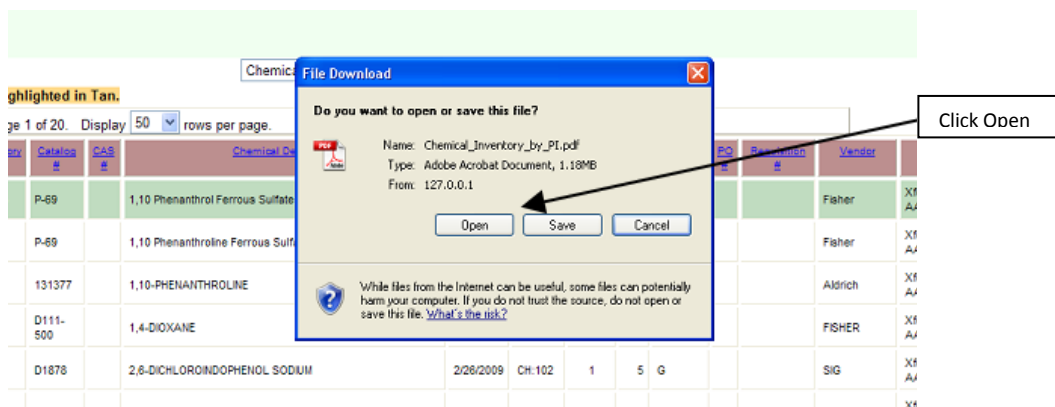 Chemica
ghlighted in Tan.
ge 1 of 20. Display 50 rows per page.
File Download
Do you want to open or save this file?
Name: Chemical_Inventory_by_PI.pdf
Type: Adobe Acrobat Document, 1.18MB
From: 127.0.0.1
Open Save Cancel
While files from the Internet can be useful, some files can potentially
harm your computer. If you do not trust the source, do not open or
save this file. What's the risk?
Click Open
ory Catalog # CAS # Chemical De PO # Requisition # Vendor
P-69 1,10 Phenanthrol Ferrous Sulfate Fisher
P-69 1,10 Phenanthroline Ferrous Sulfa Fisher
131377 1,10-PHENANTHROLINE Aldrich
D111-
500 1,4-DIOXANE FISHER
D1878 2,6-DICHLOROINDOPHENOL SODIUM 2/26/2009 CH:102 1 5 G SIG